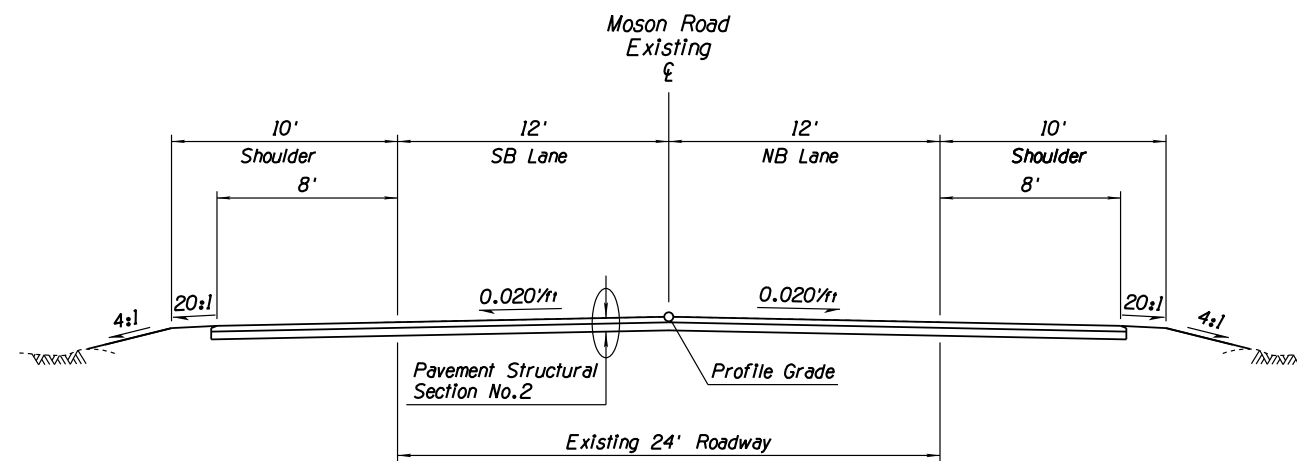 Moson Road
Existing
℄
10'
12'
12'
10'
Shoulder
SB Lane
NB Lane
Shoulder
8'
8'
4:1
20:1
0.020'/ft
0.020'/ft
20:1
4:1
Pavement Structural
Section No.2
Profile Grade
Existing 24' Roadway